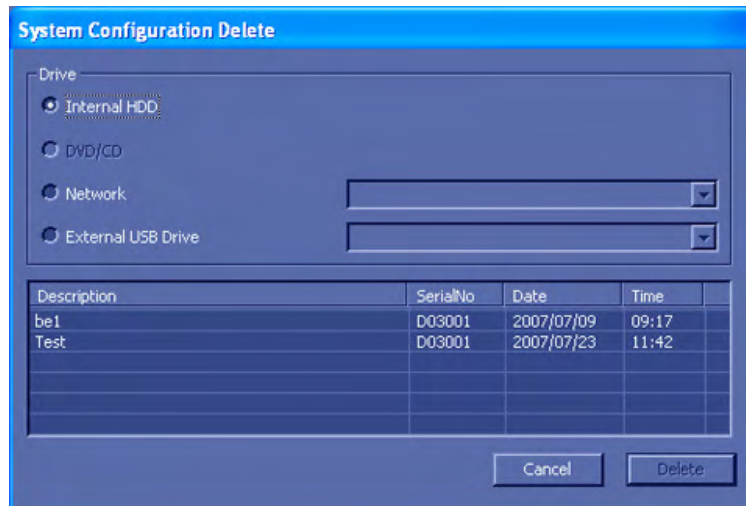 System Configuration Delete
Drive
Internal HDD
DVD/CD
Network
External USB Drive
Description SerialNo Date Time
be1 D03001 2007/07/09 09:17
Test D03001 2007/07/23 11:42
Cancel Delete